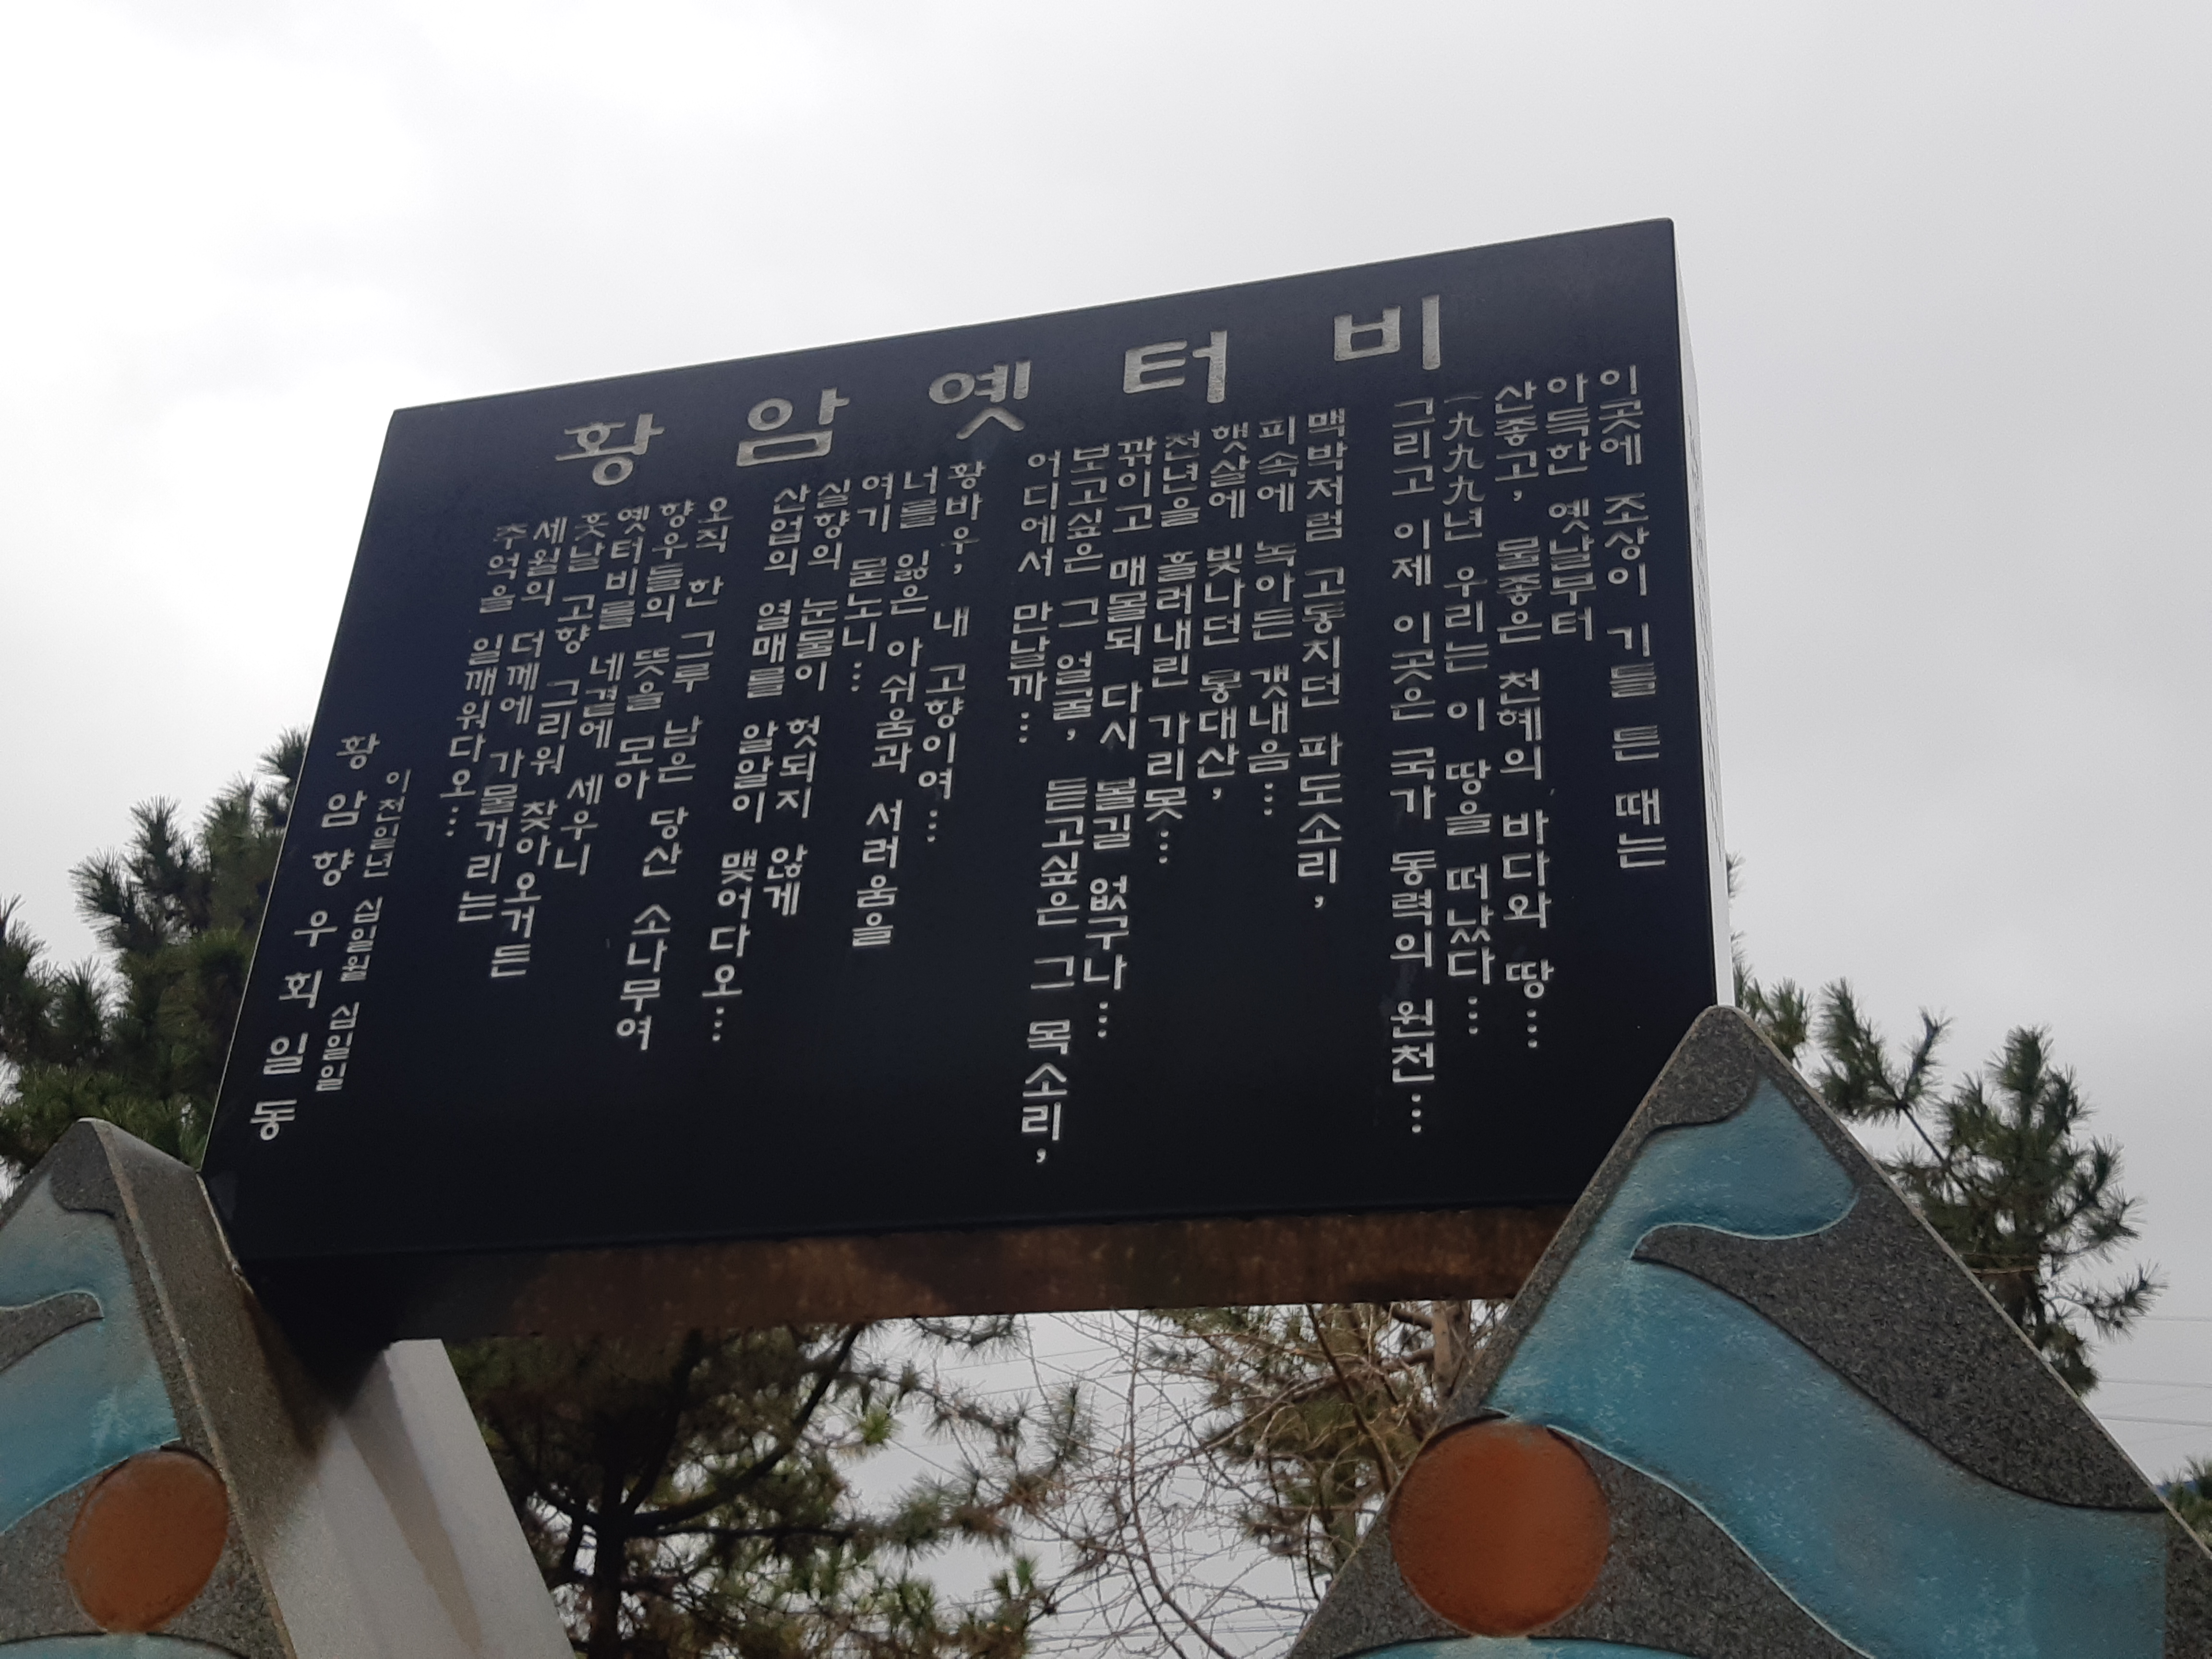 황암옛터비
이곳에 조상이 기틀 튼 때는
아득한 옛날부터
산좋고, 물좋은 천혜의 바다와 땅…
一九九九년 우리는 이 땅을 떠났다…
그리고 이제 이곳은 국가 동력의 원천…
맥박처럼 고동치던 파도소리,
피속에 녹아든 갯내음…
햇살에 빛나던 몽대산,
천년을 흘러내린 가리못…
깎이고 매몰되 다시 볼길 없구나…
보고싶은 그 얼굴, 듣고싶은 그 목소리,
어디에서 만날까…
황바우, 내 고향이여…
너를 잃은 아쉬움과 서러움을
여기 묻노니…
실향의 눈물이 헛되지 않게
산업의 열매를 알알이 맺어다오…
오직 한 그루 남은 당산 소나무여
향우들의 뜻을 모아
옛터비를 네곁에 세우니
훗날 고향 그리워 찾아오거든
세월의 더께에 가물거리는
추억을 일깨워다오…
이천일년 십일월 삼일일
황암향우회일동